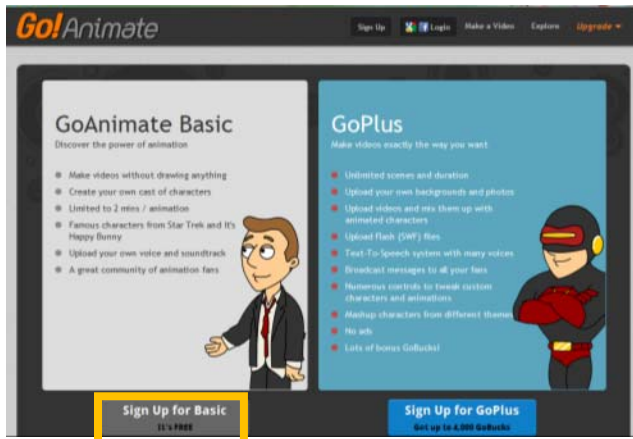 Go!Animate
Sign Up
Login
Make a Video
Explore
Upgrade
GoAnimate Basic
Discover the power of animation
Make videos without drawing anything
Create your own cast of characters
Limited to 2 mins / animation
Famous characters from Star Trek and It's
Happy Bunny
Upload your own voice and soundtrack
A great community of animation fans
Sign Up for Basic
It's FREE
GoPlus
Make videos exactly the way you want
Unlimited scenes and duration
Upload your own backgrounds and photos
Upload videos and mix them up with
animated characters
Upload flash (SWF) files
Text-To-Speech system with many voices
Broadcast messages to all your fans
Numerous controls to tweak custom
characters and animations
Mashup characters from different themes
No ads
Lots of bonus GoBucks!
Sign Up for GoPlus
Get up to 4,000 GoBucks